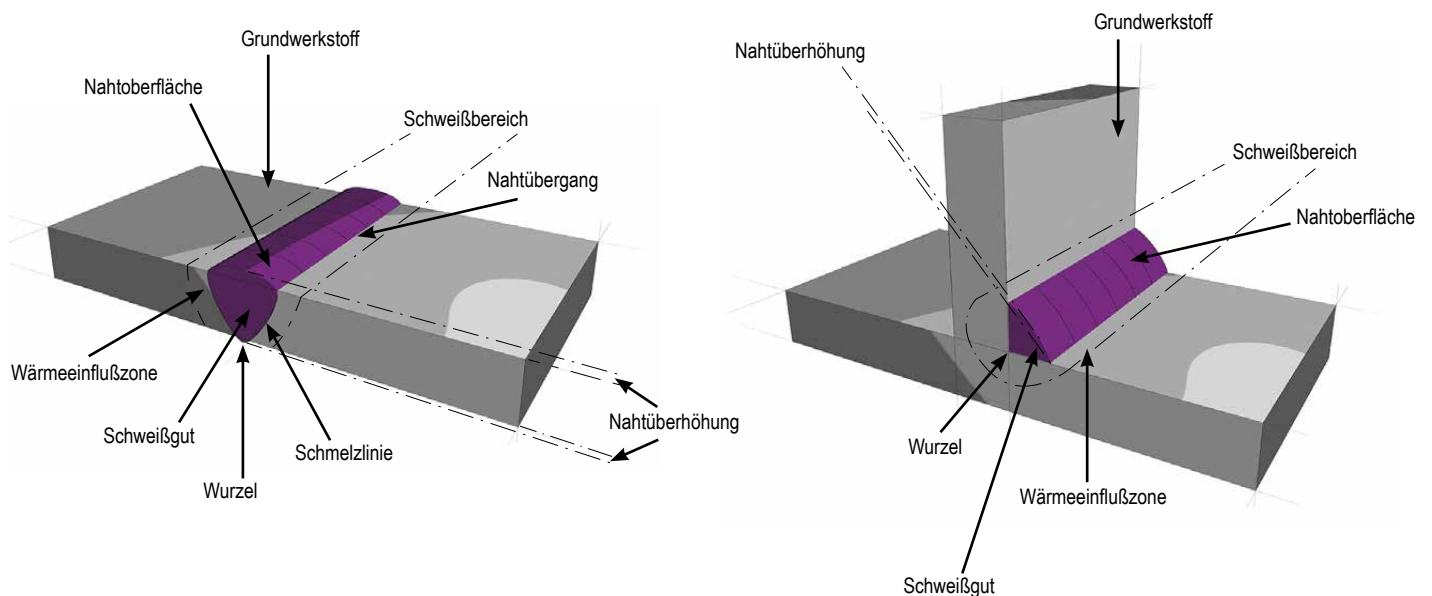 Grundwerkstoff
Nahtoberfläche
Schweißbereich
Nahtübergang
Wärmeeinflußzone
Schweißgut
Schmelzlinie
Wurzel
Nahtüberhöhung
Grundwerkstoff
Nahtüberhöhung
Schweißbereich
Nahtoberfläche
Wurzel
Wärmeeinflußzone
Schweißgut